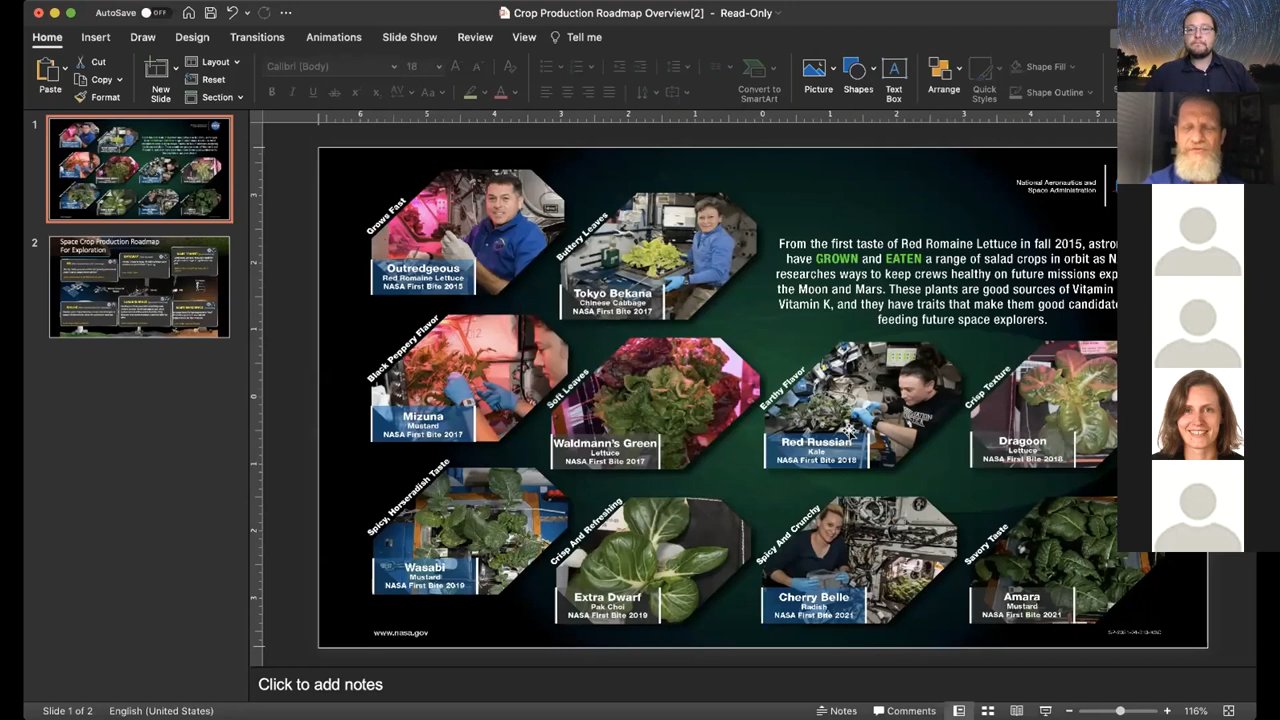 AutoSave OFF
Crop Production Roadmap Overview[2] - Read-Only
Home Insert Draw Design Transitions Animations Slide Show Review View Tell me
Paste
Cut
Copy
Format
New Slide
Layout
Reset
Section
Calibri (Body) 18
Convert to SmartArt
Picture
Shapes
Text Box
Arrange
Quick Styles
Shape Fill
Shape Outline
1
2
Space Crop Production Roadmap
For Exploration
National Aeronautics and
Space Administration
From the first taste of Red Romaine Lettuce in fall 2015, astro
have GROWN and EATEN a range of salad crops in orbit as N
researches ways to keep crews healthy on future missions exp
the Moon and Mars. These plants are good sources of Vitamin
Vitamin K, and they have traits that make them good candidat
feeding future space explorers.
Grows Fast
Outredgeous
Red Romaine Lettuce
NASA First Bite 2015
Buttery Leaves
Tokyo Bekana
Chinese Cabbage
NASA First Bite 2017
Black Peppery Flavor
Mizuna
Mustard
NASA First Bite 2017
Soft Leaves
Waldmann's Green
Lettuce
NASA First Bite 2017
Earthy Flavor
Red Russian
Kale
NASA First Bite 2018
Crisp Texture
Dragoon
Lettuce
NASA First Bite 2018
Spicy, Horseradish Taste
Wasabi
Mustard
NASA First Bite 2019
Crisp And Refreshing
Extra Dwarf
Pak Choi
NASA First Bite 2019
Spicy And Crunchy
Cherry Belle
Radish
NASA First Bite 2021
Savory Taste
Amara
Mustard
NASA First Bite 2021
www.nasa.gov
Click to add notes
Slide 1 of 2 English (United States) Notes Comments 116%